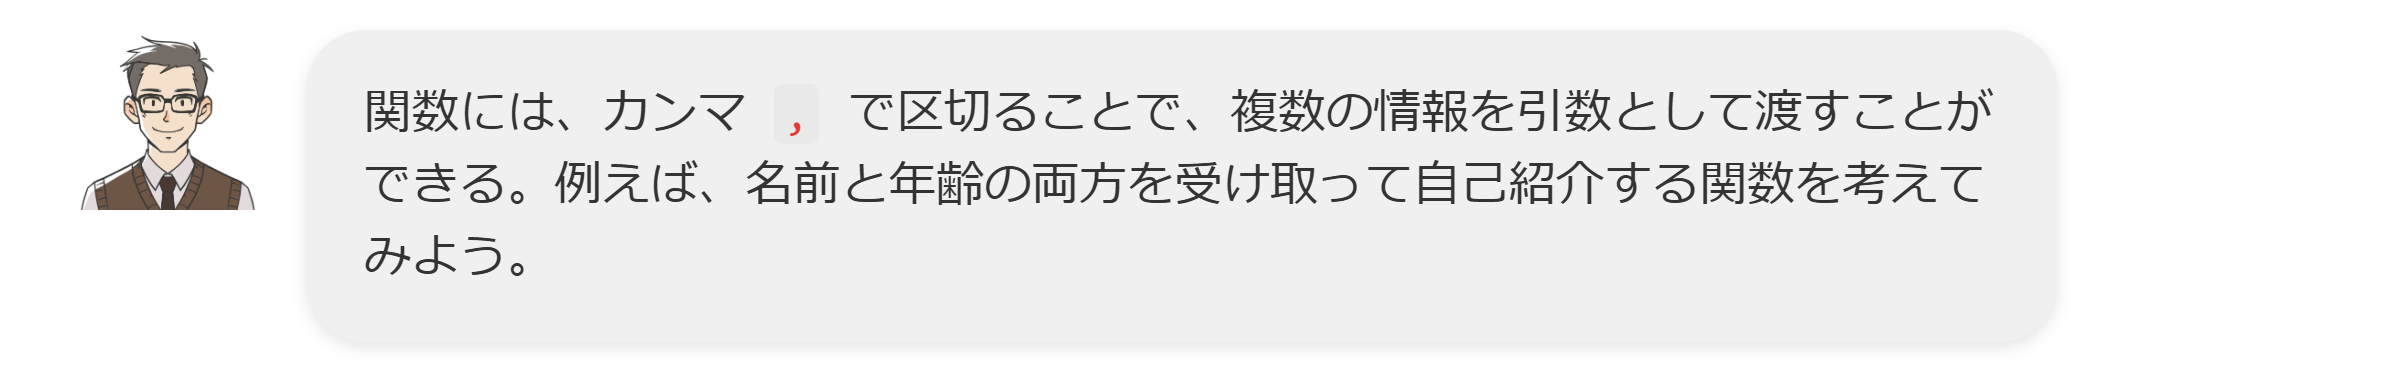 関数には、カンマ , で区切ることで、複数の情報を引数として渡すことが
できる。例えば、名前と年齢の両方を受け取って自己紹介する関数を考えて
みよう。